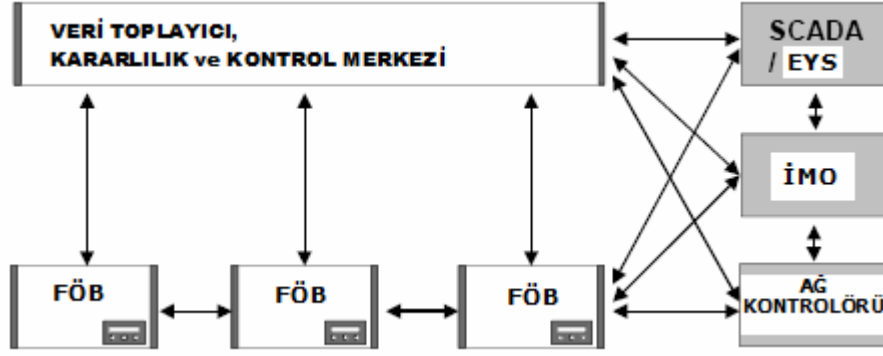 VERİ TOPLAYICI,
KARARLILIK ve KONTROL MERKEZİ
SCADA
/ EYS
İMO
FÖB
FÖB
FÖB
AĞ
KONTROLÖRÜ